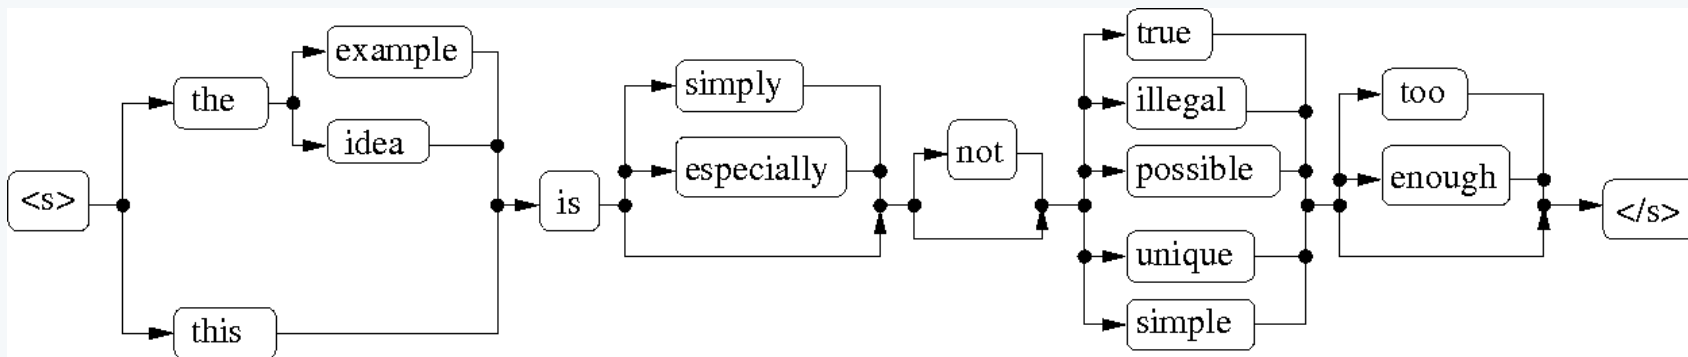 <s>
the
this
example
idea
is
simply
especially
not
true
illegal
possible
unique
simple
too
enough
</s>